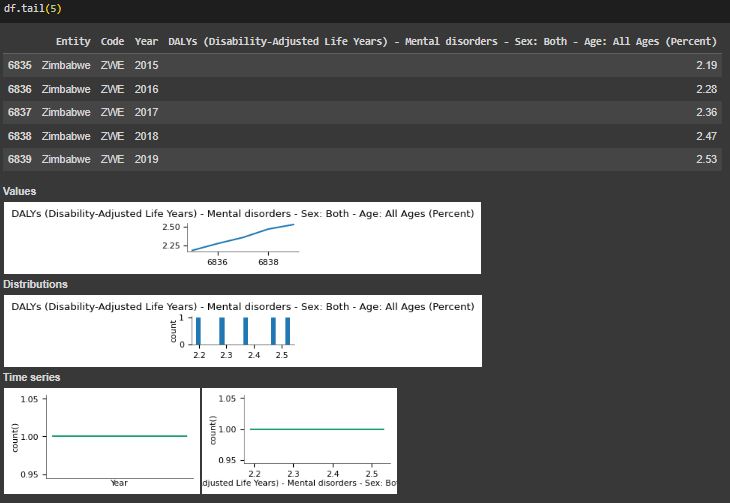 df.tail(5)
Entity Code Year DALYs (Disability-Adjusted Life Years) - Mental disorders - Sex: Both - Age: All Ages (Percent)
6835 Zimbabwe ZWE 2015 2.19
6836 Zimbabwe ZWE 2016 2.28
6837 Zimbabwe ZWE 2017 2.36
6838 Zimbabwe ZWE 2018 2.47
6839 Zimbabwe ZWE 2019 2.53
Values
DALYs (Disability-Adjusted Life Years) - Mental disorders - Sex: Both - Age: All Ages (Percent)
2.50
2.25
6836 6838
Distributions
DALYs (Disability-Adjusted Life Years) - Mental disorders - Sex: Both - Age: All Ages (Percent)
count
1
0
2.2 2.3 2.4 2.5
Time series
1.05
count()
1.00
0.95
Year
1.05
count()
1.00
0.95
2.2 2.3 2.4 2.5
djusted Life Years) - Mental disorders - Sex: Bo